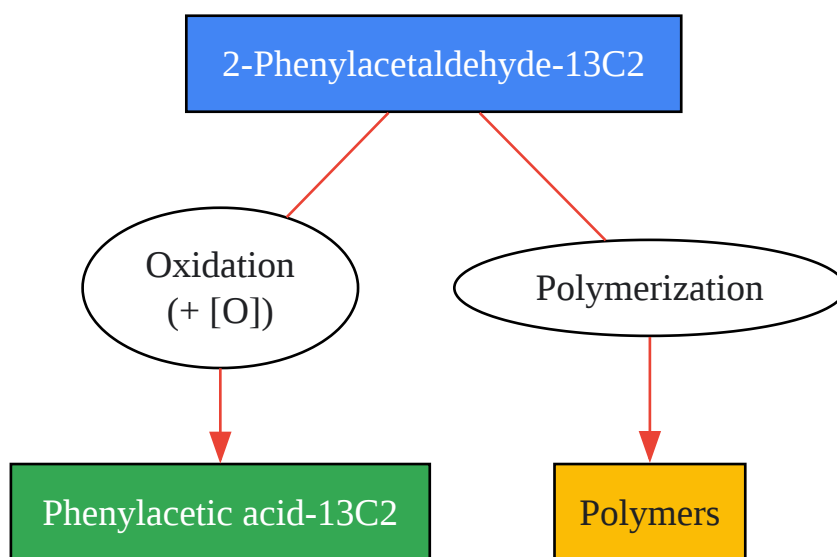 2-Phenylacetaldehyde-13C2
Oxidation
(+ [O])
Polymerization
Phenylacetic acid-13C2
Polymers